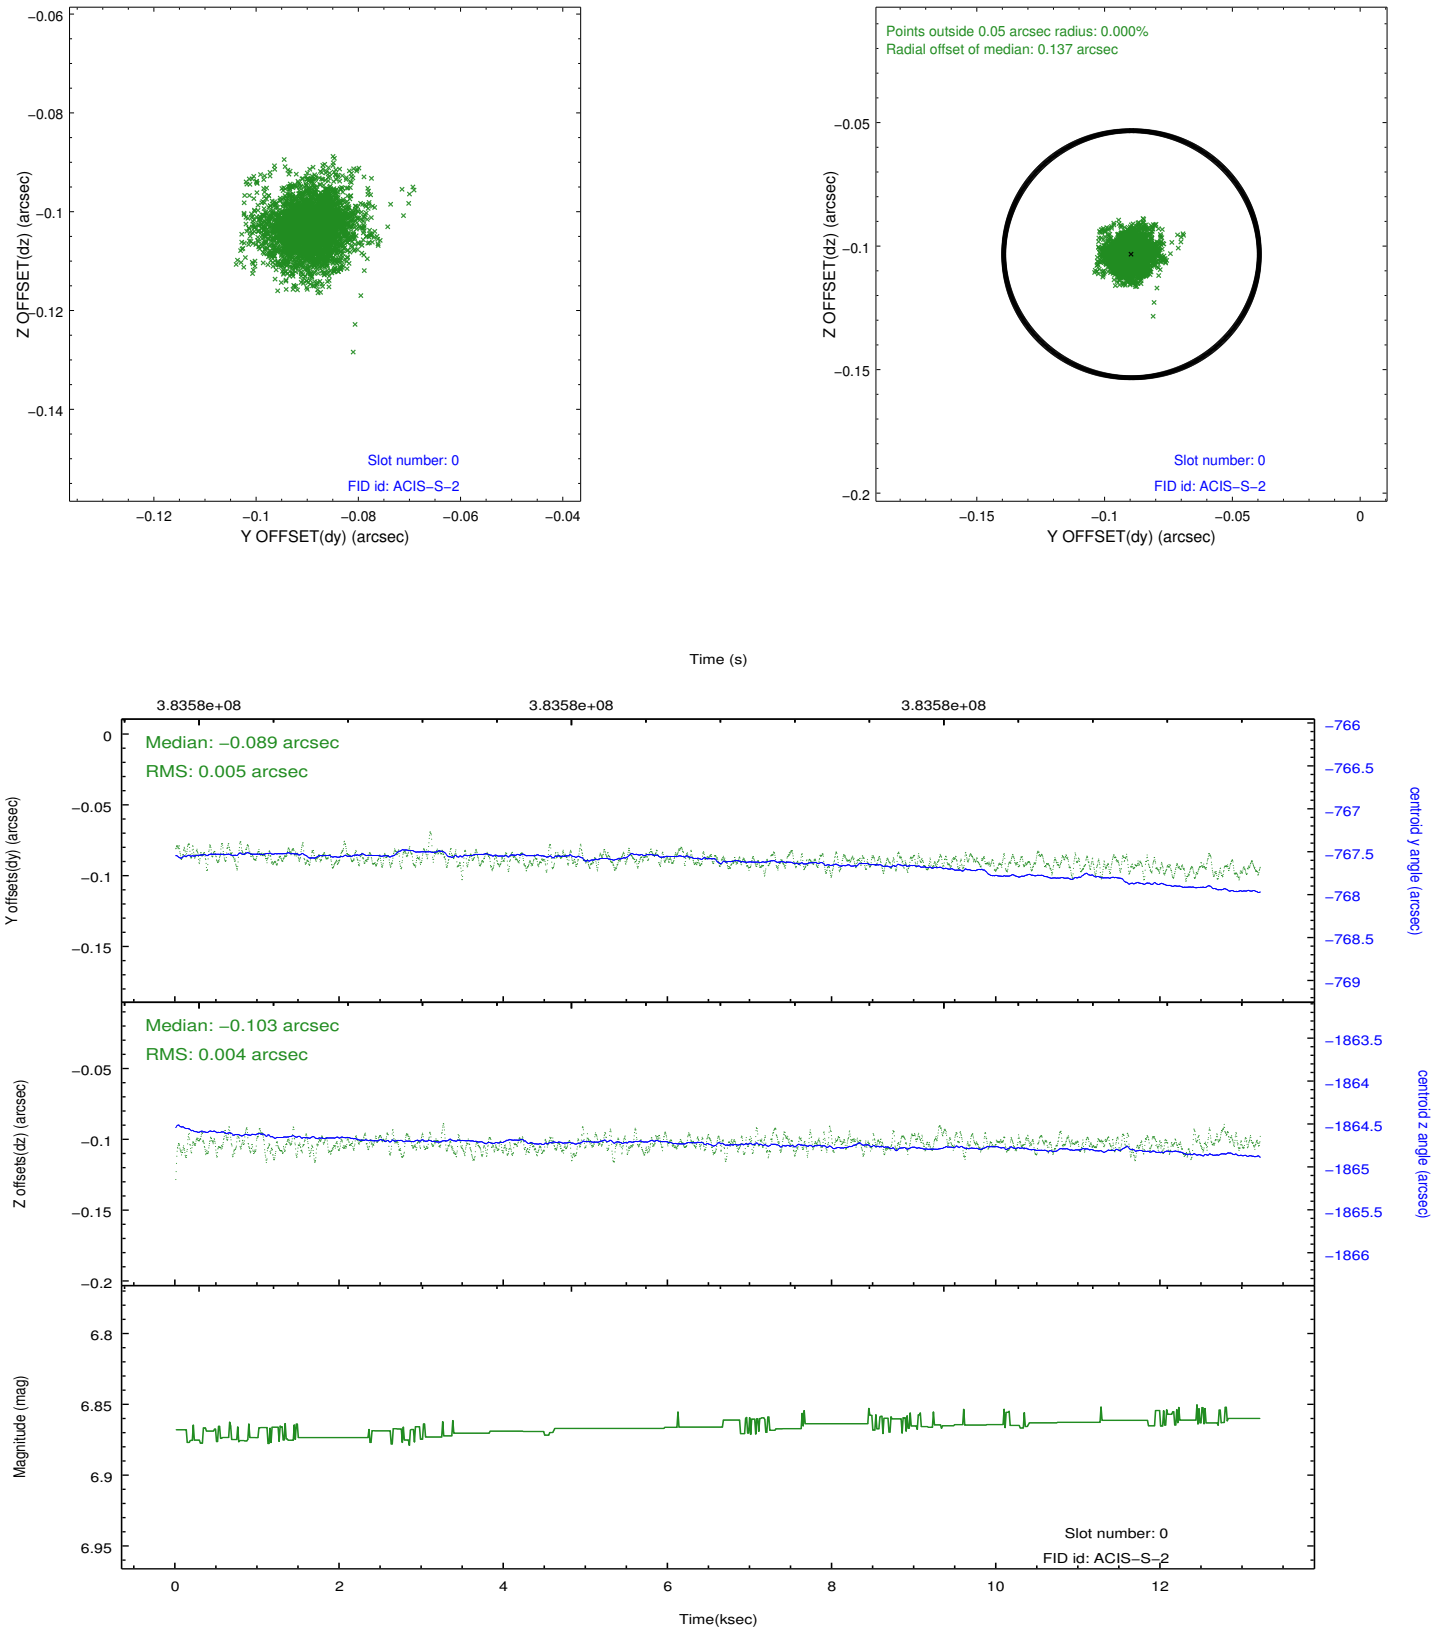 −0.06
−0.08
−0.1
−0.12
−0.14
Z OFFSET(dz) (arcsec)
Slot number: 0
FID id: ACIS−S−2
−0.12
−0.1
−0.08
−0.06
−0.04
Y OFFSET(dy) (arcsec)
Points outside 0.05 arcsec radius: 0.000%
Radial offset of median: 0.137 arcsec
−0.05
−0.1
−0.15
−0.2
Z OFFSET(dz) (arcsec)
Slot number: 0
FID id: ACIS−S−2
−0.15
−0.1
−0.05
0
Y OFFSET(dy) (arcsec)
Time (s)
3.8358e+08
3.8358e+08
3.8358e+08
Median: −0.089 arcsec
RMS: 0.005 arcsec
0
−0.05
−0.1
−0.15
Y offsets(dy) (arcsec)
−766
−766.5
−767
−767.5
−768
−768.5
−769
centroid y angle (arcsec)
Median: −0.103 arcsec
RMS: 0.004 arcsec
−0.05
−0.1
−0.15
−0.2
Z offsets(dz) (arcsec)
−1863.5
−1864
−1864.5
−1865
−1865.5
−1866
centroid z angle (arcsec)
6.8
6.85
6.9
6.95
Magnitude (mag)
Slot number: 0
FID id: ACIS−S−2
0
2
4
6
8
10
12
Time(ksec)